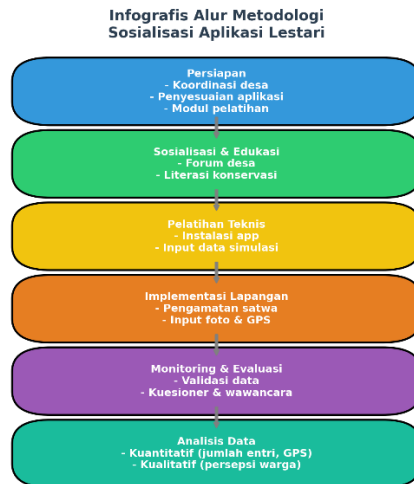 Infografis Alur Metodologi
Sosialisasi Aplikasi Lestari
Persiapan
- Koordinasi desa
- Penyesuaian aplikasi
- Modul pelatihan
Sosialisasi & Edukasi
- Forum desa
- Literasi konservasi
Pelatihan Teknis
- Instalasi app
- Input data simulasi
Implementasi Lapangan
- Pengamatan satwa
- Input foto & GPS
Monitoring & Evaluasi
- Validasi data
- Kuesioner & wawancara
Analisis Data
- Kuantitatif (jumlah entri, GPS)
- Kualitatif (persepsi warga)